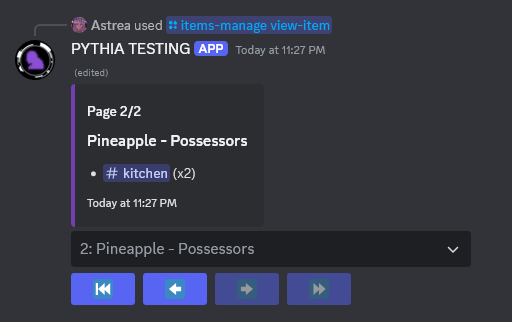 Astrea used items-manage view-item
PYTHIA TESTING APP Today at 11:27 PM
(edited)
Page 2/2
Pineapple - Possessors
• # kitchen (x2)
Today at 11:27 PM
2: Pineapple - Possessors